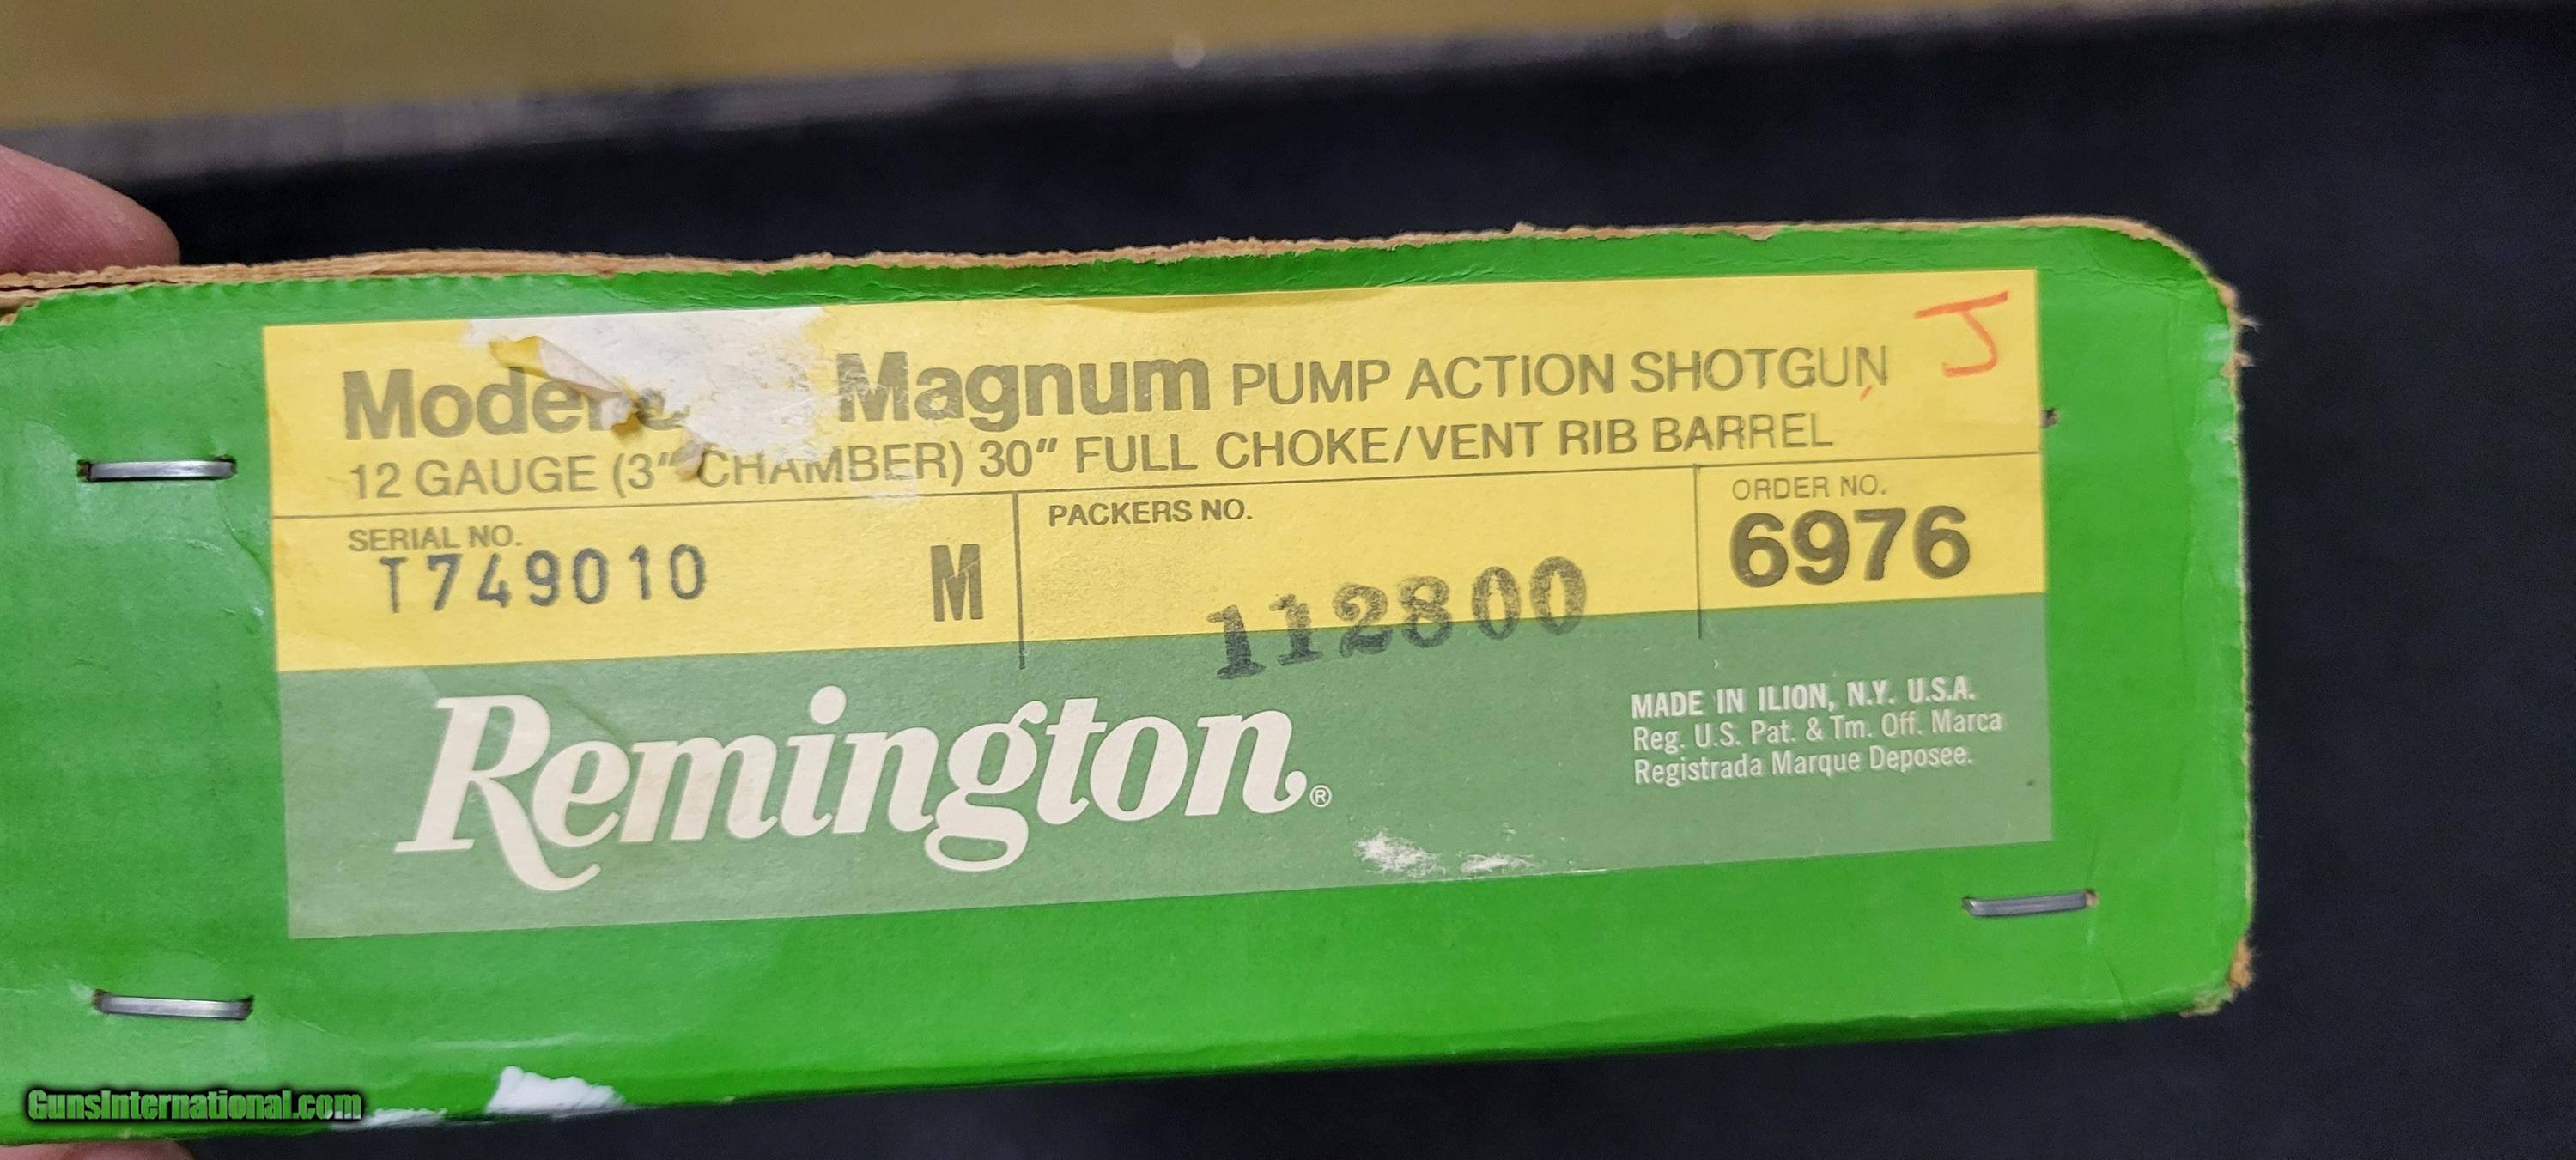 J
Magnum PUMP ACTION SHOTGUN
12 GAUGE (3" CHAMBER) 30" FULL CHOKE/VENT RIB BARREL
SERIAL NO.
T749010
M
PACKERS NO.
112800
ORDER NO.
6976
Remington®
MADE IN ILION, N.Y. U.S.A.
Reg. U.S. Pat. & Tm. Off. Marca
Registrada Marque Deposee.
GunsInternational.com